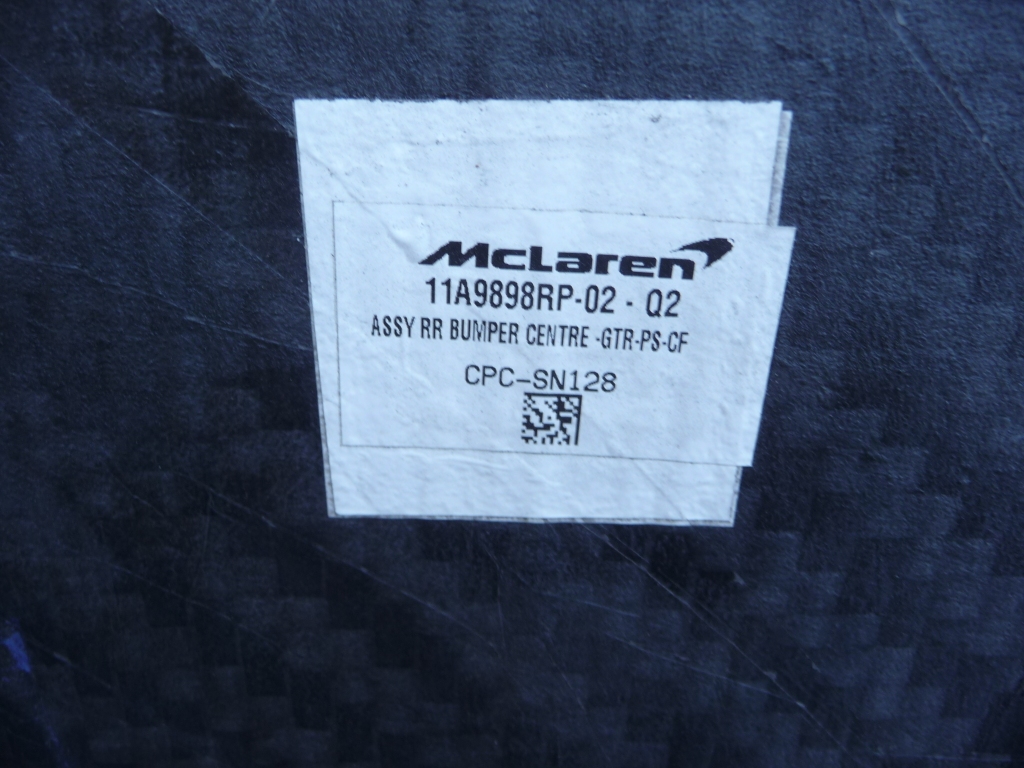 McLaren
11A9898RP-02 - Q2
ASSY RR BUMPER CENTRE -GTR-PS-CF
CPC-SN128